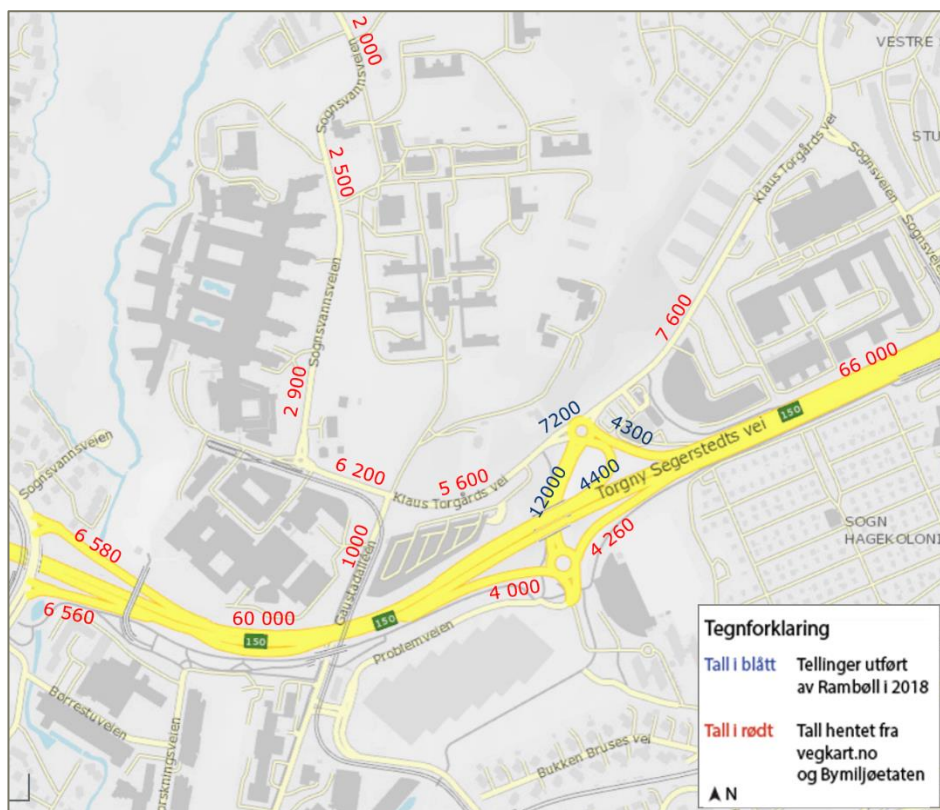 2 000
VESTRE
Sognsvannsveien
Klaus Torgårds vei
STU
2 500
Sognsveien
Sognsvei
Sognsvannsveien
7 600
66 000
2 900
7200
4300
150
6 200
5 600
4400
Torgny Segerstedts vei
Klaus Torgårds vei
12000
Sognsvannsveien
SOGN
HAGEKOLONI
6 580
1000
4 260
Gaustadalleen
4 000
6 560
60 000
150
150
Problemveien
Børrestuveien
orskningsveien
Bukken Bruses vei
Tegnforklaring
Tall i blått Tellinger utført
av Rambøll i 2018
Tall i rødt Tall hentet fra
vegkart.no
og Bymiljøetaten
N